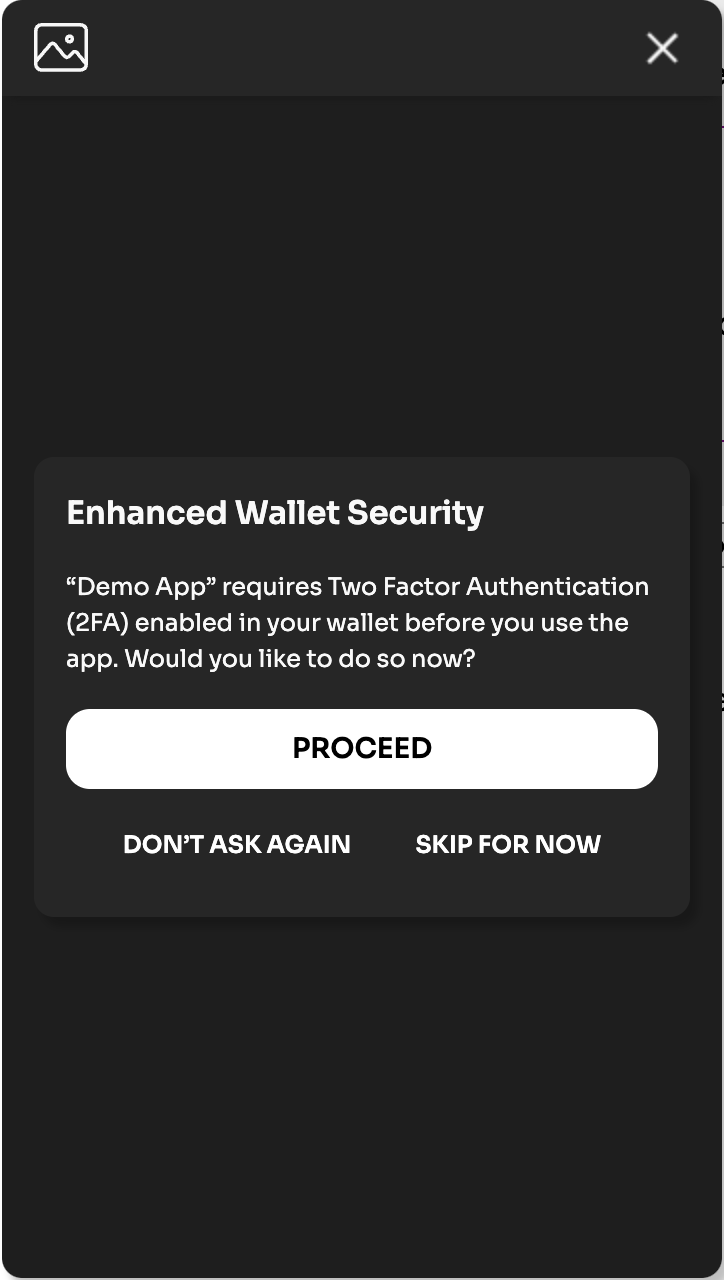 Enhanced Wallet Security
“Demo App” requires Two Factor Authentication
(2FA) enabled in your wallet before you use the
app. Would you like to do so now?
PROCEED
DON’T ASK AGAIN SKIP FOR NOW